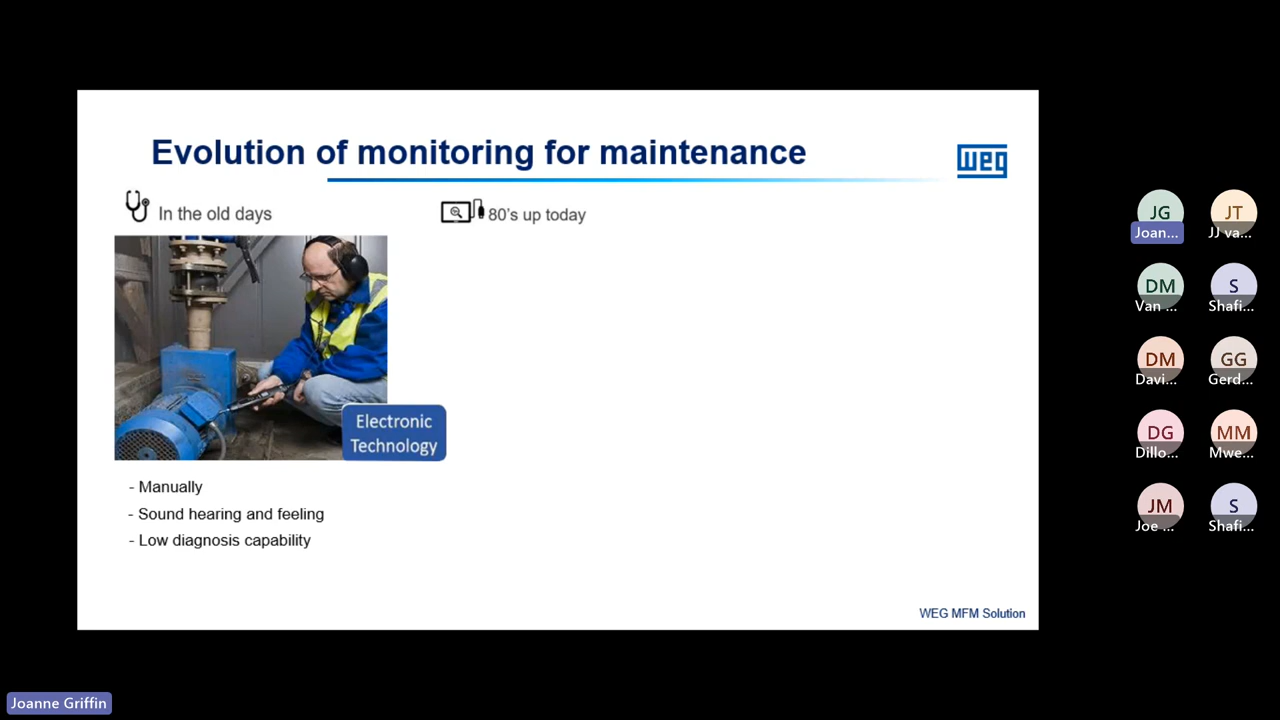 Evolution of monitoring for maintenance
weg
In the old days
80's up today
Electronic
Technology
- Manually
- Sound hearing and feeling
- Low diagnosis capability
WEG MFM Solution
JG
Joan...
JT
JJ va...
DM
Van ...
S
Shafi...
DM
Davi...
GG
Gerd...
DG
Dillo...
MM
Mwe...
JM
Joe ...
S
Shafi...
Joanne Griffin